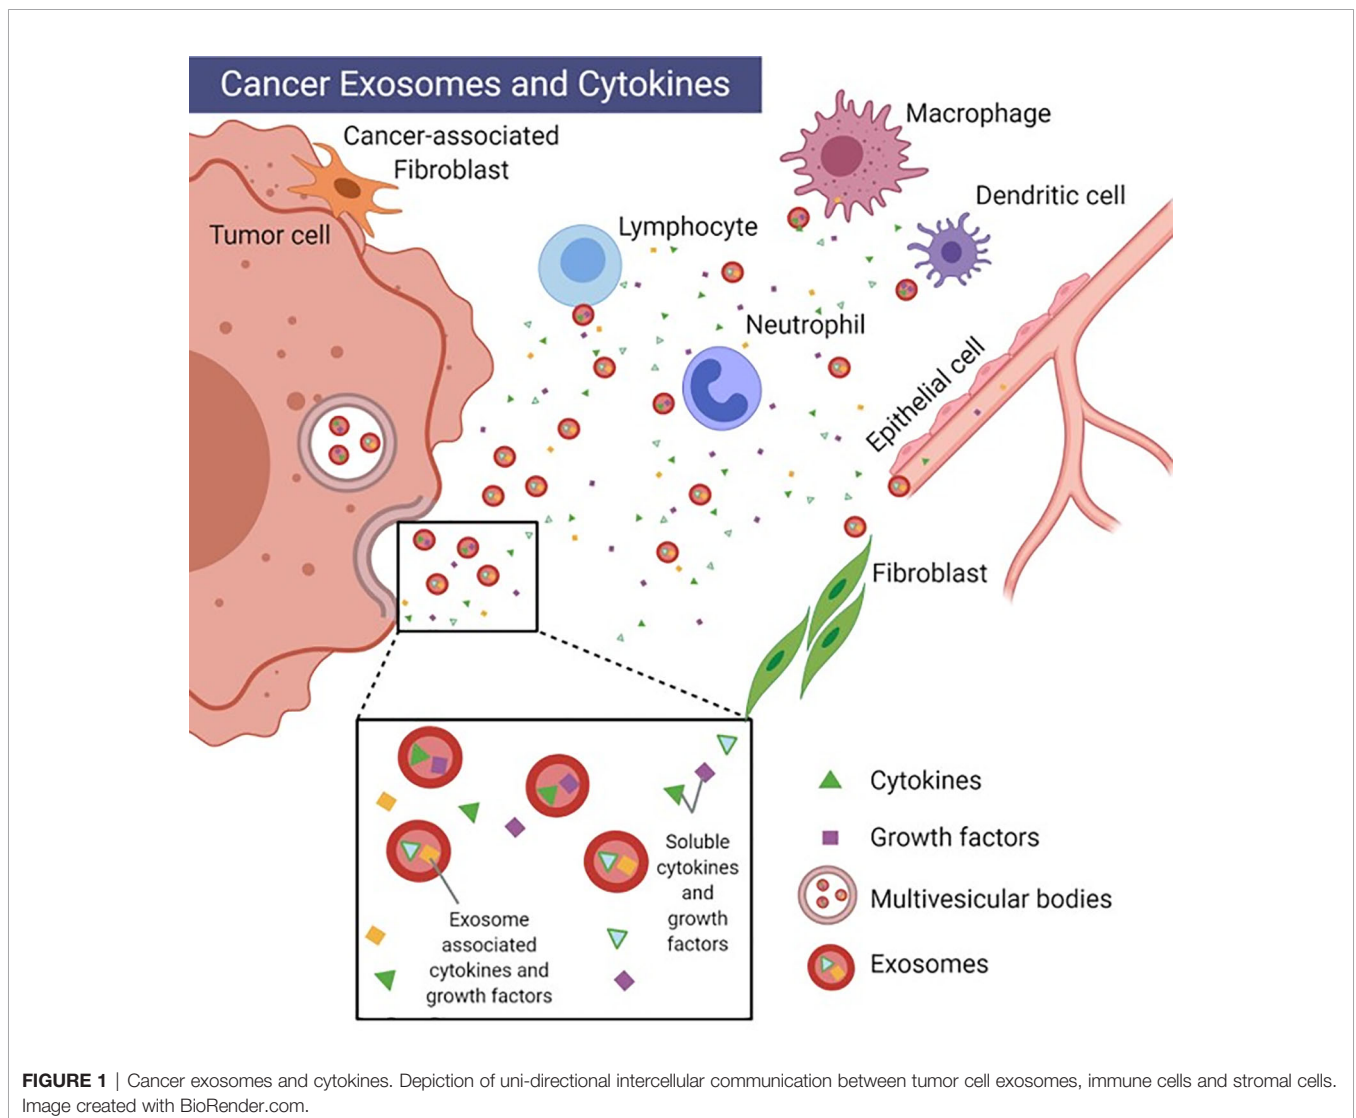 Cancer Exosomes and Cytokines
Cancer-associated
Fibroblast
Tumor cell
Lymphocyte
Macrophage
Dendritic cell
Neutrophil
Epithelial cell
Fibroblast
Exosome
associated
cytokines and
growth factors
Soluble
cytokines
and
growth
factors
Cytokines
Growth factors
Multivesicular bodies
Exosomes
FIGURE 1 | Cancer exosomes and cytokines. Depiction of uni-directional intercellular communication between tumor cell exosomes, immune cells and stromal cells.
Image created with BioRender.com.